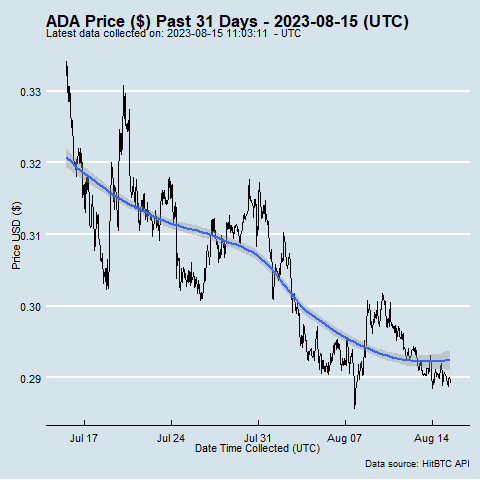 ADA Price ($) Past 31 Days - 2023-08-15 (UTC)
Latest data collected on: 2023-08-15 11:03:11 - UTC
0.33
0.32
0.31
0.30
0.29
Price USD ($)
Jul 17 Jul 24 Jul 31 Aug 07 Aug 14
Date Time Collected (UTC)
Data source: HitBTC API